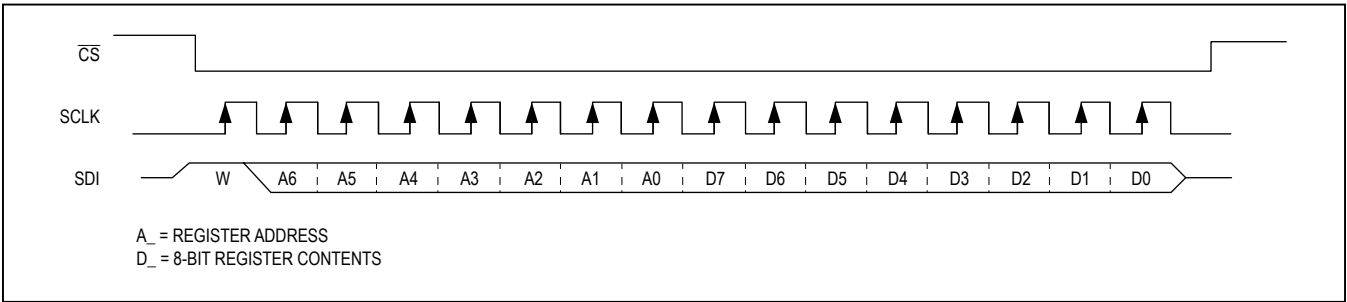 CS
SCLK
SDI W A6 A5 A4 A3 A2 A1 A0 D7 D6 D5 D4 D3 D2 D1 D0
A_ = REGISTER ADDRESS
D_ = 8-BIT REGISTER CONTENTS